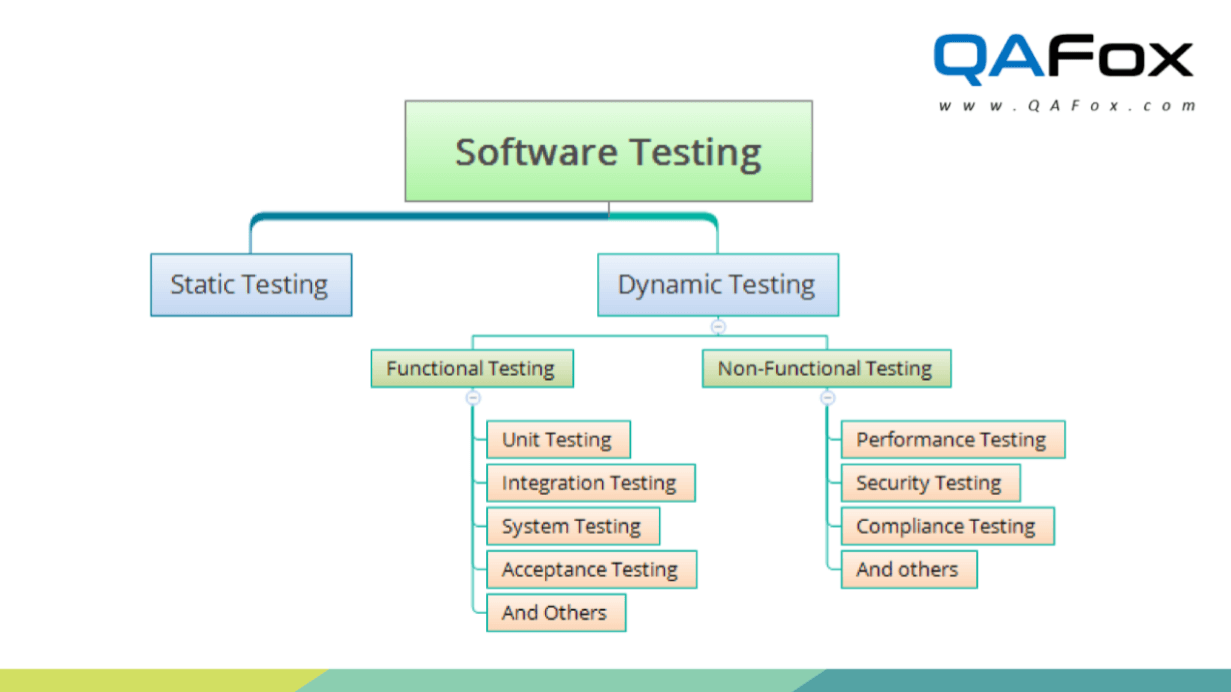 QAFox
www.QAFox.com
Software Testing
Static Testing
Dynamic Testing
Functional Testing
Non-Functional Testing
Unit Testing
Integration Testing
System Testing
Acceptance Testing
And Others
Performance Testing
Security Testing
Compliance Testing
And others